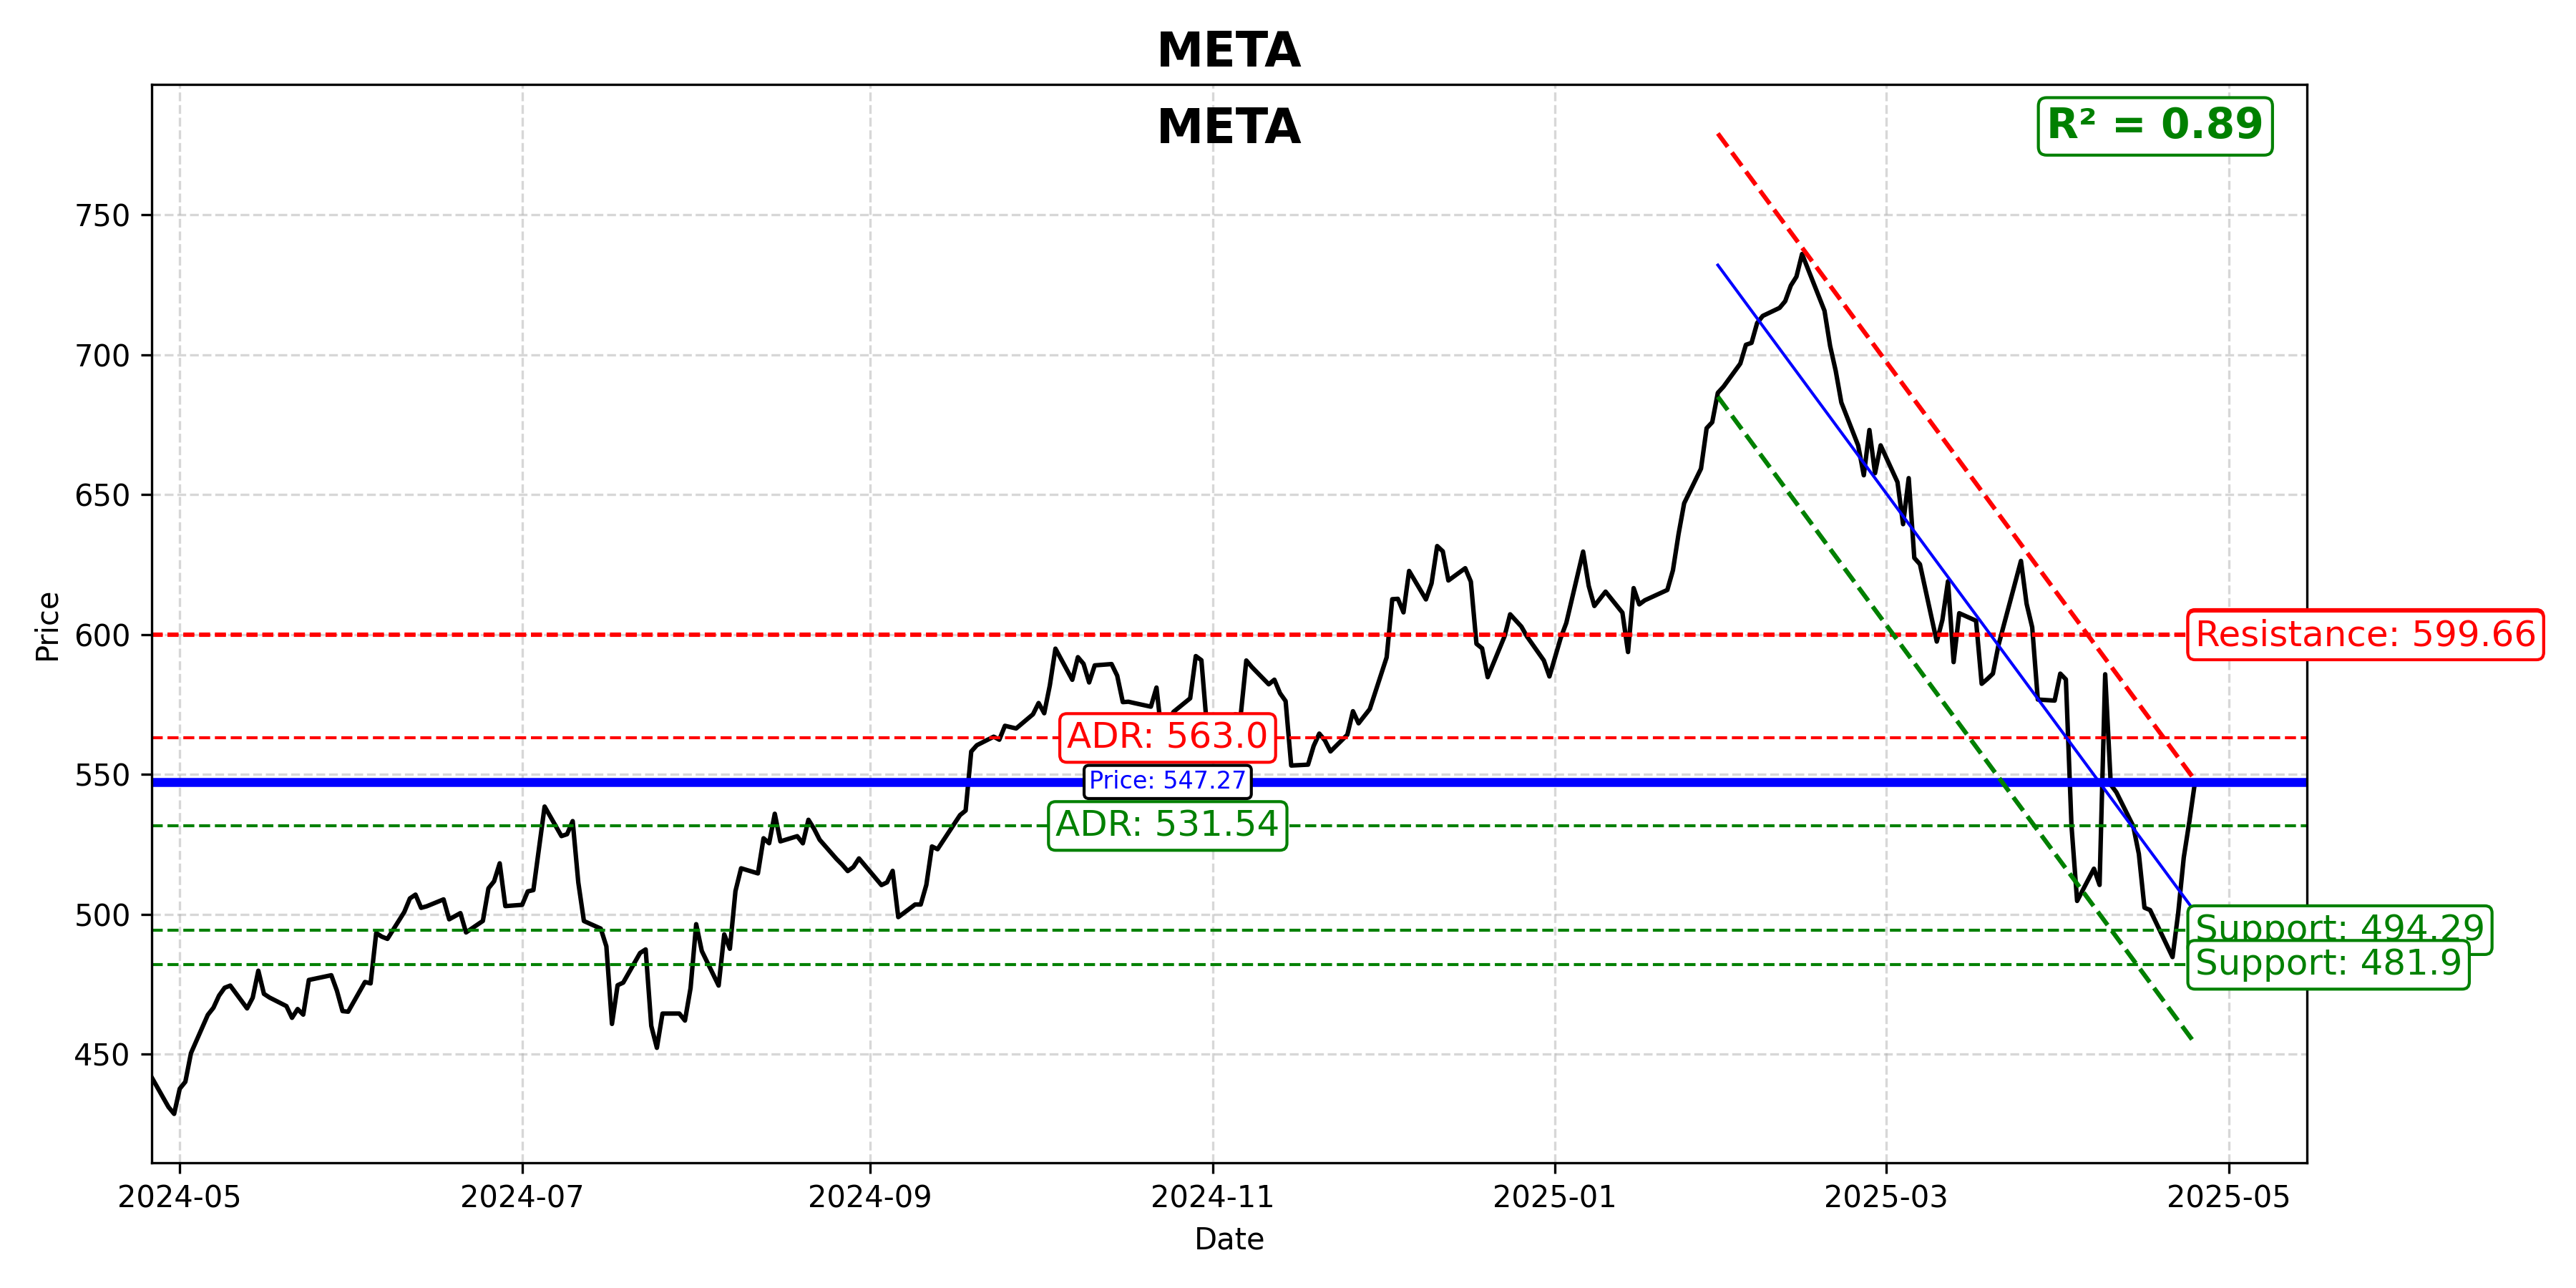 META
META
R² = 0.89
750
700
650
600
550
500
450
Price
Resistance: 599.66
ADR: 563.0
Price: 547.27
ADR: 531.54
Support: 494.29
Support: 481.9
2024-05
2024-07
2024-09
2024-11
2025-01
2025-03
2025-05
Date